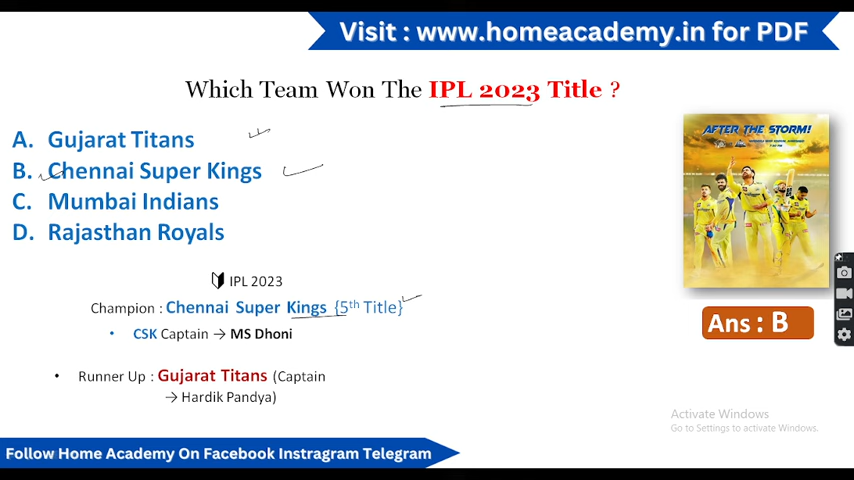 Visit : www.homeacademy.in for PDF
Which Team Won The IPL 2023 Title ?
A. Gujarat Titans
B. Chennai Super Kings
C. Mumbai Indians
D. Rajasthan Royals
AFTER THE STORM!
IPL 2023
Champion : Chennai Super Kings {5th Title}
• CSK Captain → MS Dhoni
Ans : B
• Runner Up : Gujarat Titans (Captain
→ Hardik Pandya)
Activate Windows
Go to Settings to activate Windows.
Follow Home Academy On Facebook Instragram Telegram